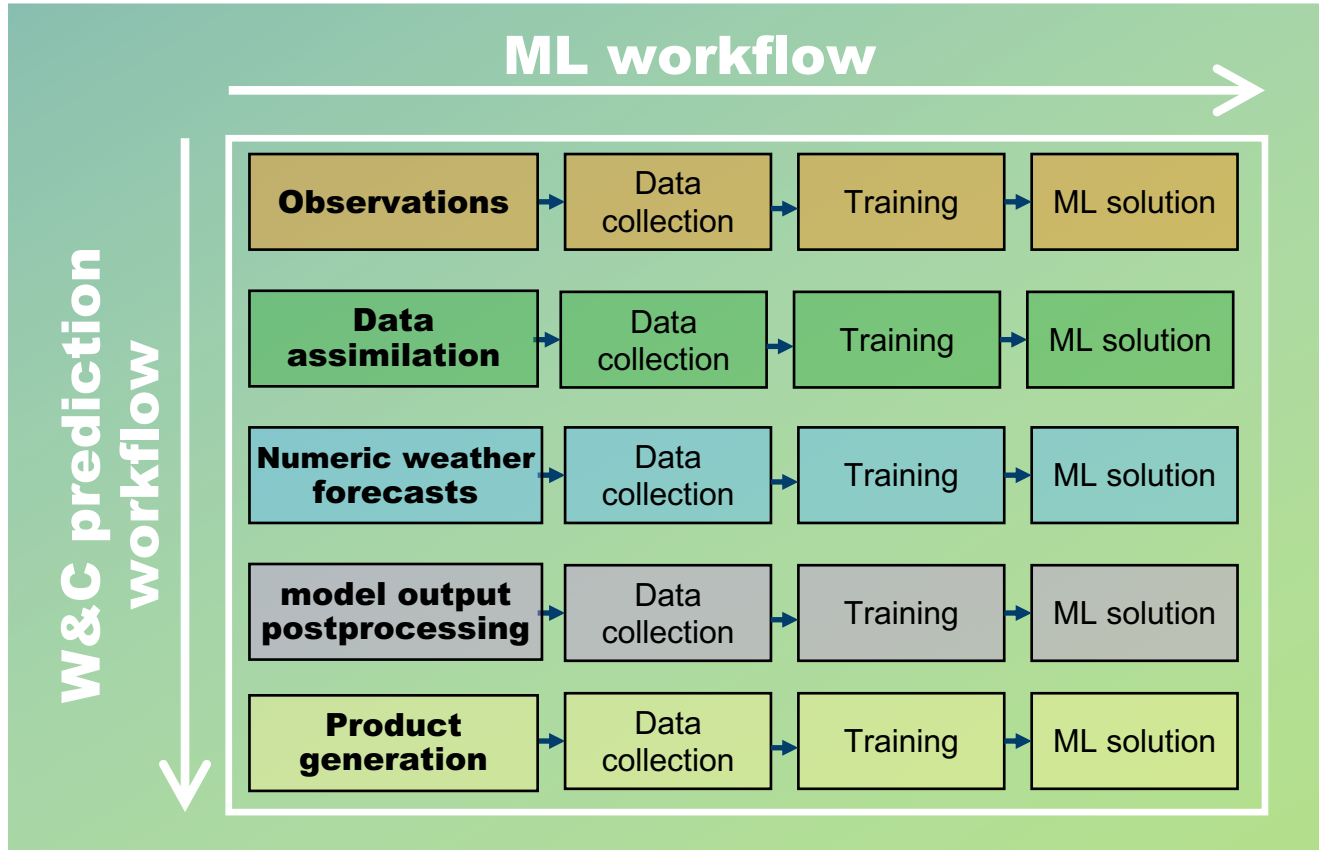 ML workflow
W&C prediction
workflow
Observations
Data
collection
Training
ML solution
Data
assimilation
Data
collection
Training
ML solution
Numeric weather
forecasts
Data
collection
Training
ML solution
model output
postprocessing
Data
collection
Training
ML solution
Product
generation
Data
collection
Training
ML solution